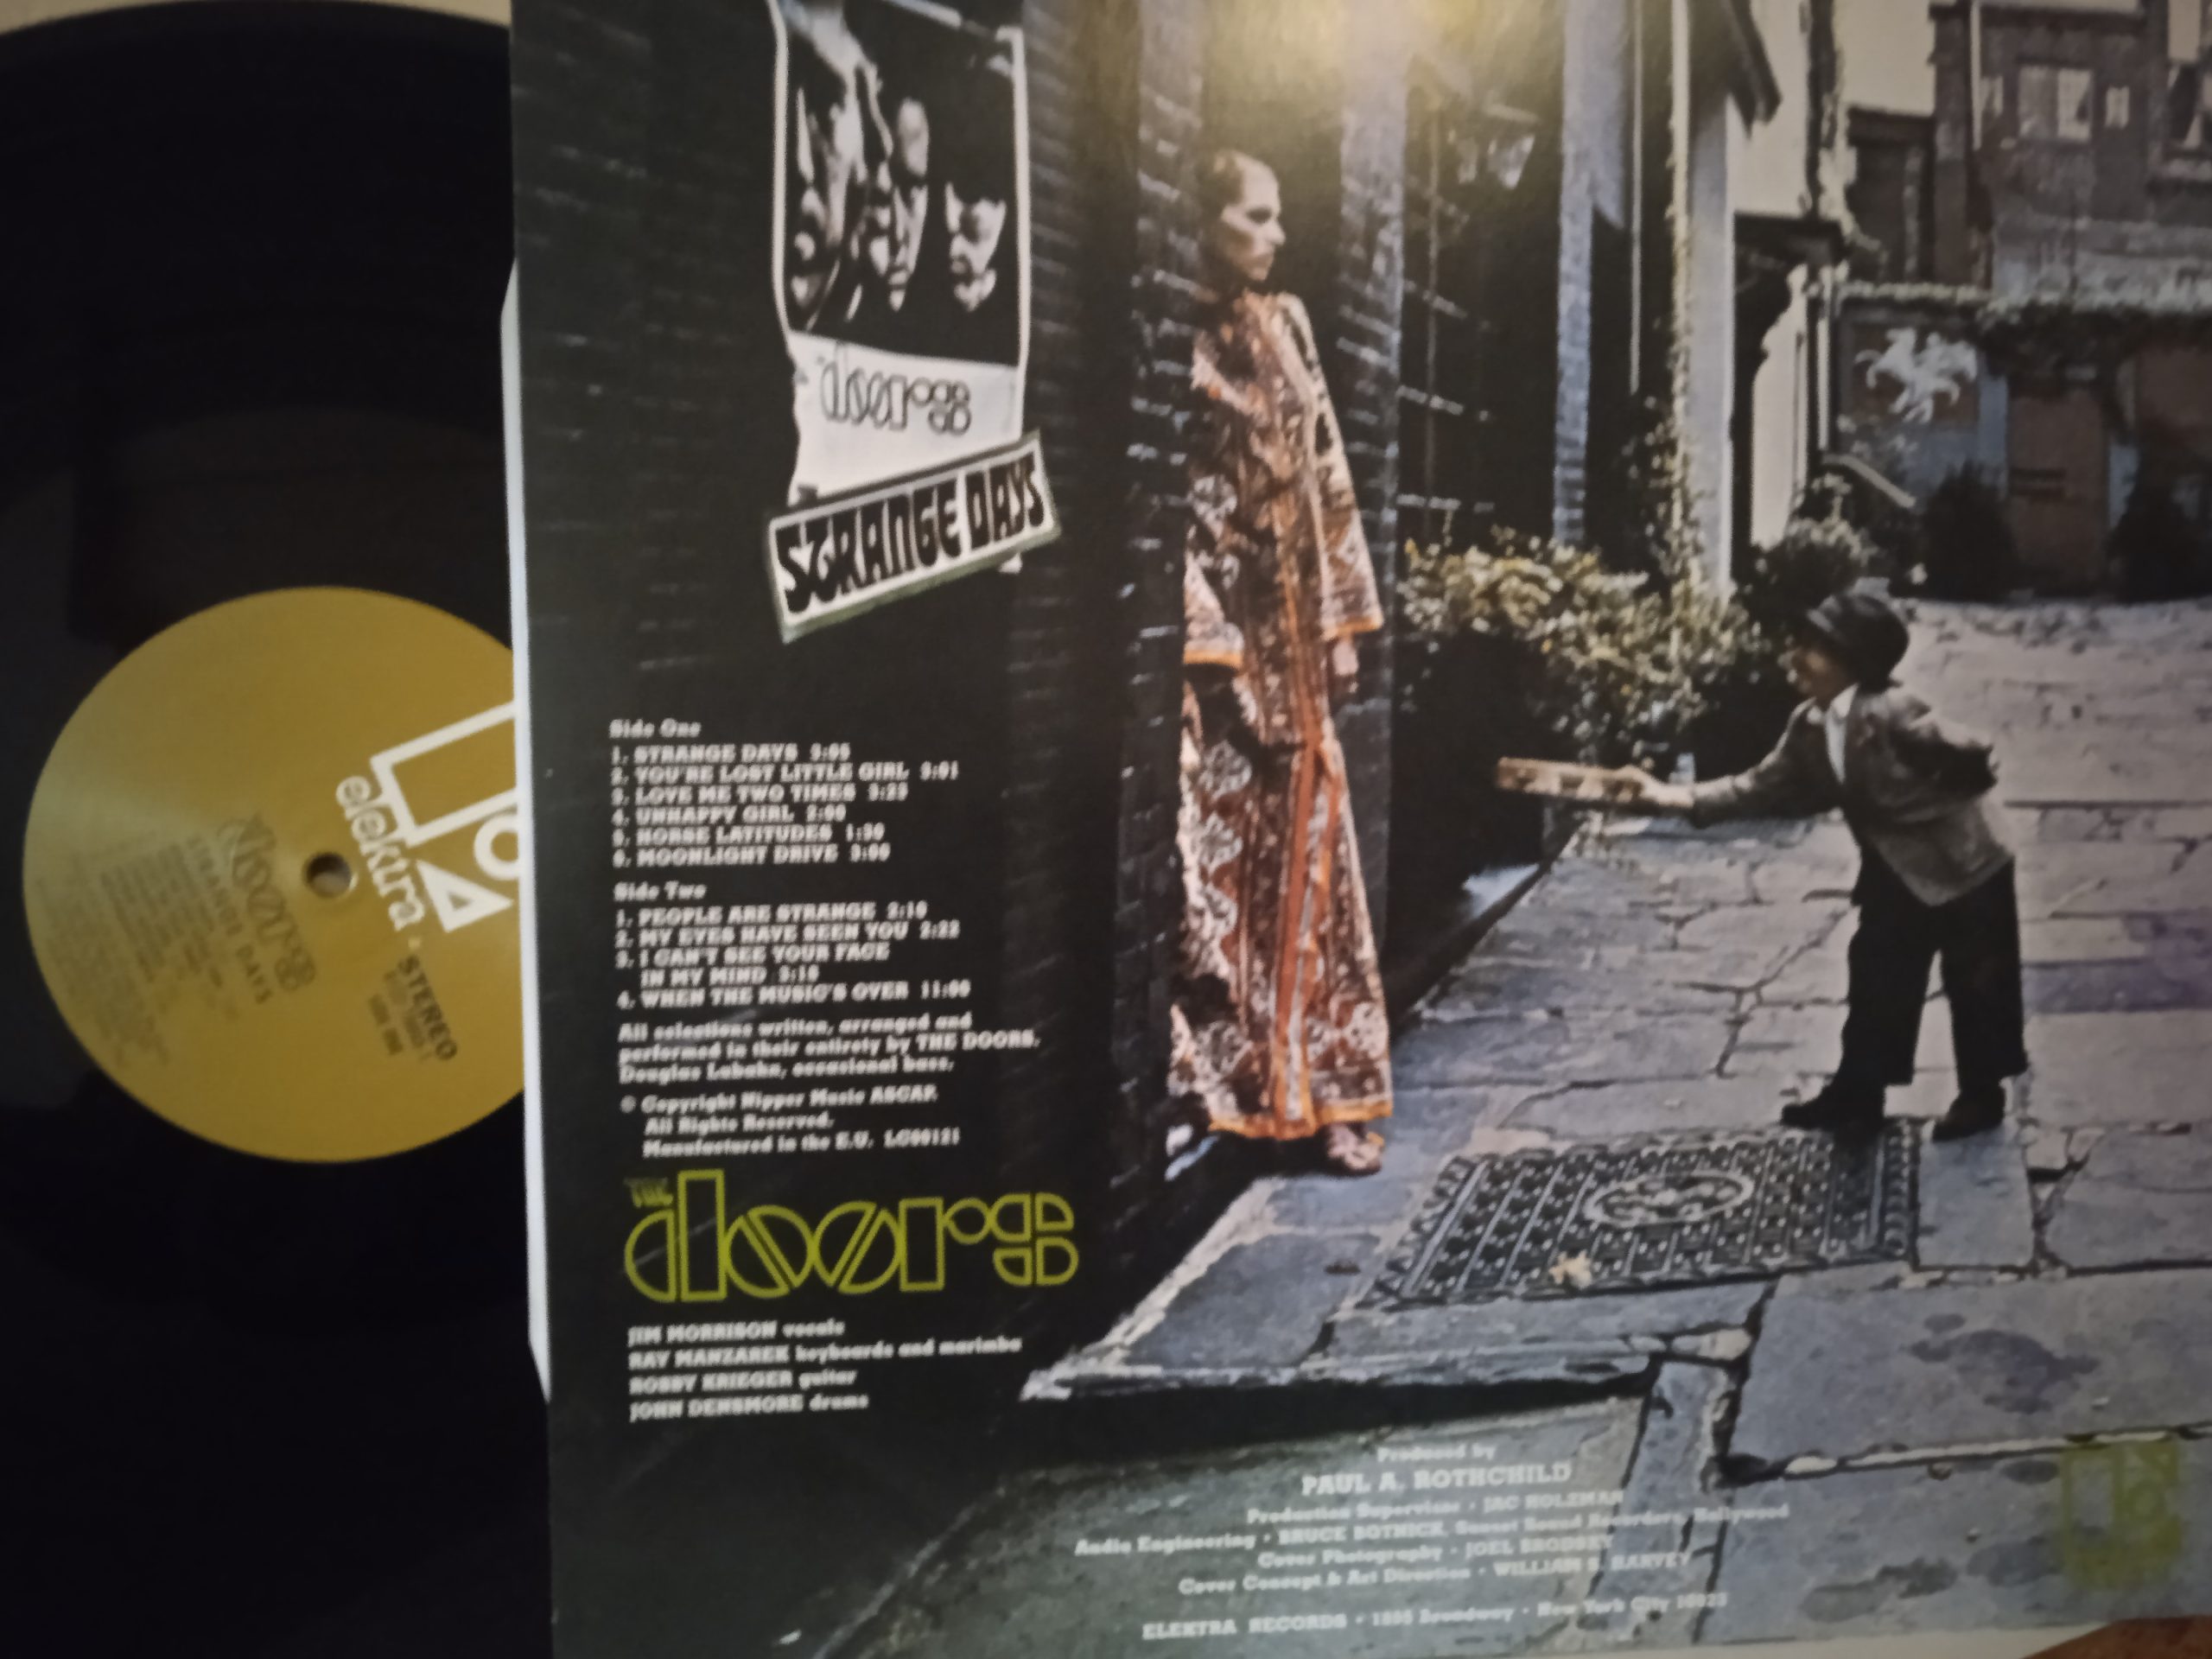 the doors
STRANGE DAYS
Side One
1. STRANGE DAYS 3:05
2. YOU'RE LOST LITTLE GIRL 3:01
3. LOVE ME TWO TIMES 3:23
4. UNHAPPY GIRL 2:00
5. HORSE LATITUDES 1:30
6. MOONLIGHT DRIVE 3:00
Side Two
1. PEOPLE ARE STRANGE 2:10
2. MY EYES HAVE SEEN YOU 2:22
3. I CAN'T SEE YOUR FACE
IN MY MIND 3:18
4. WHEN THE MUSIC'S OVER 11:00
All selections written, arranged and
performed in their entirety by THE DOORS.
Douglas Lubahn, occasional bass.
© Copyright Nipper Music ASCAP.
All Rights Reserved.
Manufactured in the E.U. LC00121
THE
doors
JIM MORRISON vocals
RAY MANZAREK keyboards and marimba
ROBBY KRIEGER guitar
JOHN DENSMORE drums
Produced by
PAUL A. ROTHCHILD
Production Supervisor · JAC HOLZMAN
Audio Engineering · BRUCE BOTNICK, Sunset Sound Recorders, Hollywood
Cover Photography · JOEL BRODSKY
Cover Concept & Art Direction · WILLIAM S. HARVEY
ELEKTRA RECORDS · 1855 Broadway · New York City 10023
elektra · STEREO
doors
STRANGE DAYS